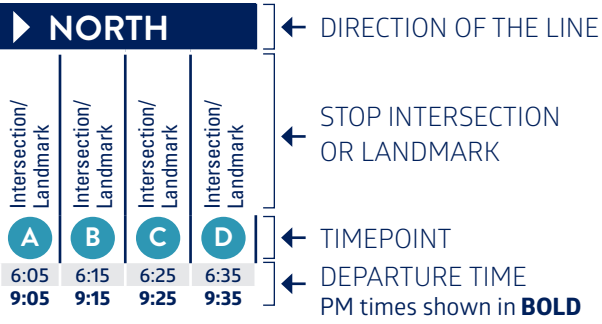 NORTH
DIRECTION OF THE LINE
Intersection/
Landmark
Intersection/
Landmark
Intersection/
Landmark
Intersection/
Landmark
STOP INTERSECTION
OR LANDMARK
A B C D
TIMEPOINT
6:05 6:15 6:25 6:35
9:05 9:15 9:25 9:35
DEPARTURE TIME
PM times shown in BOLD